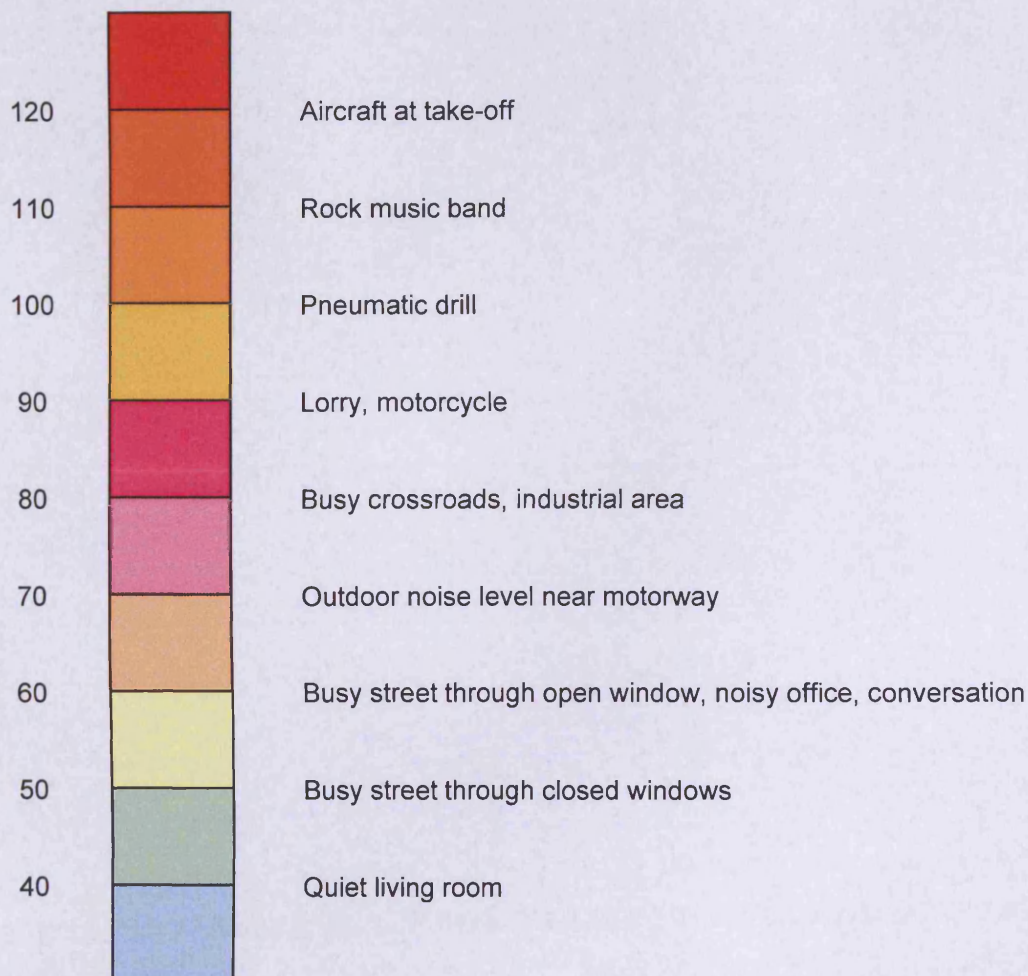 120 Aircraft at take-off
110 Rock music band
100 Pneumatic drill
90 Lorry, motorcycle
80 Busy crossroads, industrial area
70 Outdoor noise level near motorway
60 Busy street through open window, noisy office, conversation
50 Busy street through closed windows
40 Quiet living room